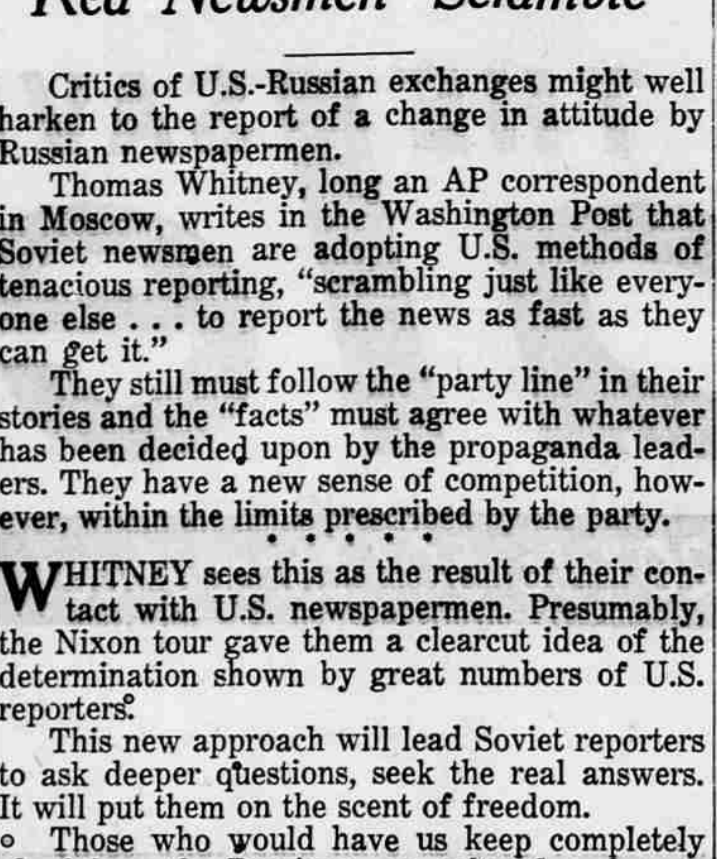 Red Newsmen Scramble
Critics of U.S.-Russian exchanges might well
harken to the report of a change in attitude by
Russian newspapermen.
Thomas Whitney, long an AP correspondent
in Moscow, writes in the Washington Post that
Soviet newsmen are adopting U.S. methods of
tenacious reporting, “scrambling just like every-
one else . . . to report the news as fast as they
can get it.”
They still must follow the “party line” in their
stories and the “facts” must agree with whatever
has been decided upon by the propaganda lead-
ers. They have a new sense of competition, how-
ever, within the limits prescribed by the party.
• • • • •
WHITNEY sees this as the result of their con-
tact with U.S. newspapermen. Presumably,
the Nixon tour gave them a clearcut idea of the
determination shown by great numbers of U.S.
reporters.
This new approach will lead Soviet reporters
to ask deeper questions, seek the real answers.
It will put them on the scent of freedom.
Those who would have us keep completely